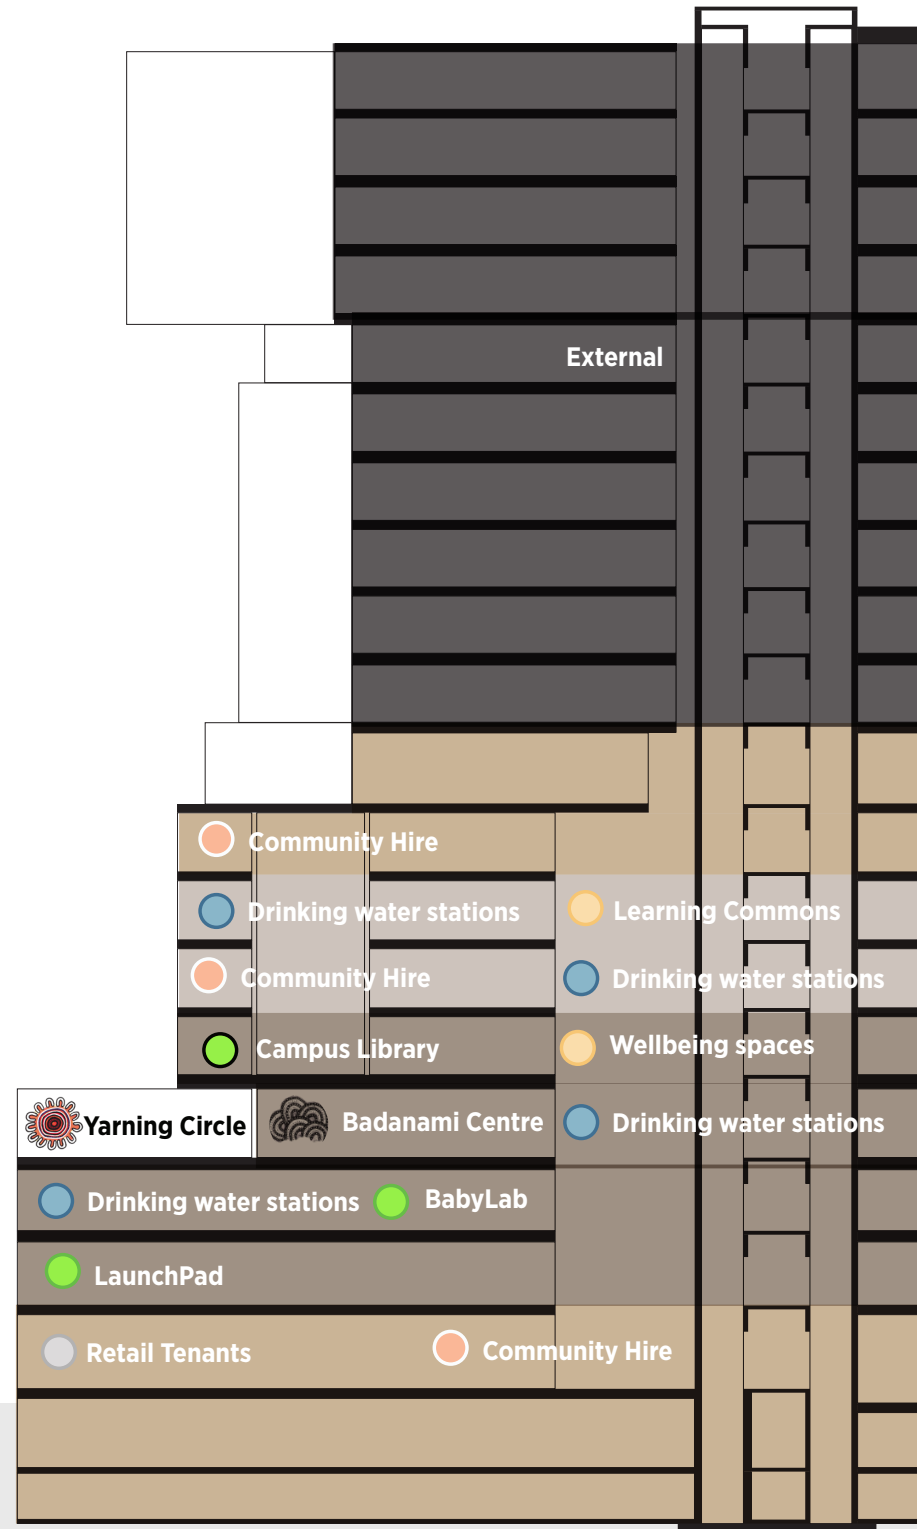 External
Community Hire
Drinking water stations
Learning Commons
Community Hire
Drinking water stations
Campus Library
Wellbeing spaces
Yarning Circle
Badanami Centre
Drinking water stations
Drinking water stations
BabyLab
LaunchPad
Retail Tenants
Community Hire